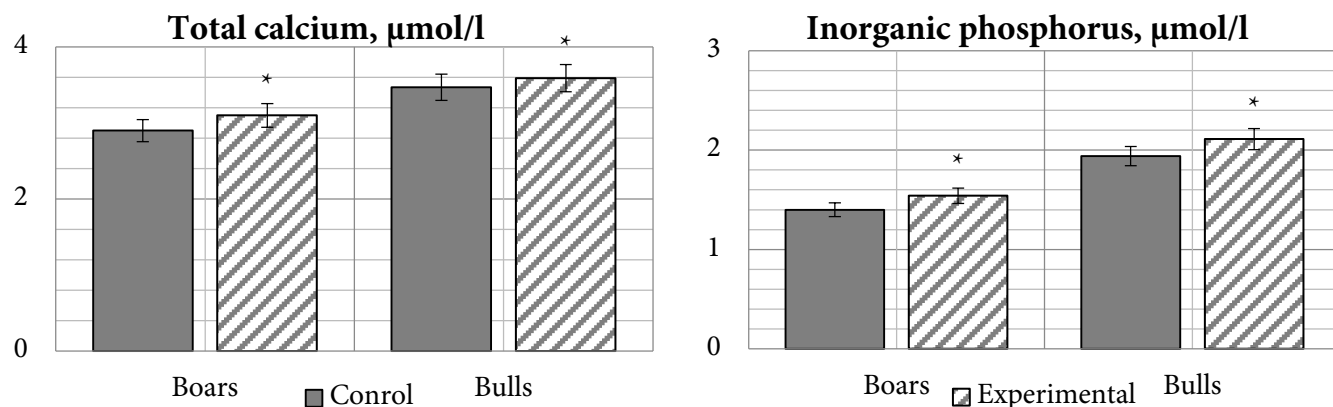 Total calcium, µmol/l
4
*
*
2
0
Boars
Bulls
Inorganic phosphorus, µmol/l
3
*
*
2
1
0
Boars
Bulls
Conrol
Experimental